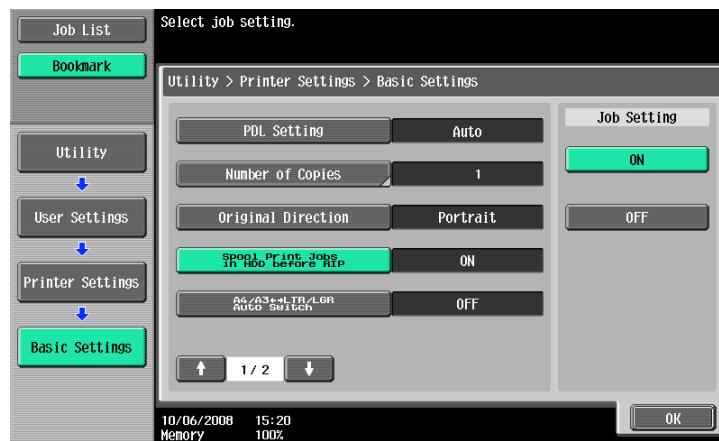 Job List
Bookmark
Select job setting.
Utility > Printer Settings > Basic Settings
Utility
User Settings
Printer Settings
Basic Settings
PDL Setting
Auto
Number of Copies
1
Original Direction
Portrait
Spool Print Jobs
in HDD before RIP
ON
A4/A3↔LTR/LGR
Auto Switch
OFF
1/ 2
Job Setting
ON
OFF
10/06/2008 15:20
Memory 100%
OK